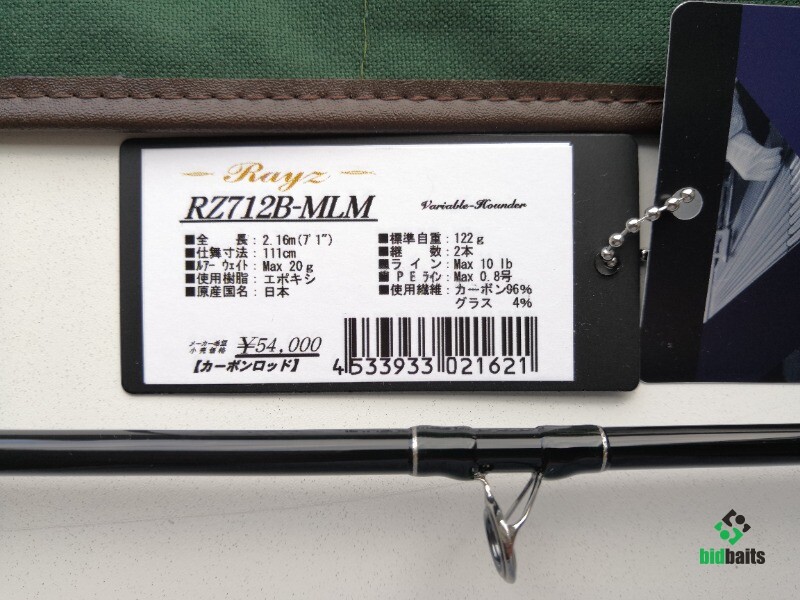 Rayz
RZ712B-MLM
Variable-Hounder
■全　長：2.16m(7'1")
■仕舞寸法：111cm
■ﾙｱｰ ｳｪｲﾄ：Max 20g
■使用樹脂：エポキシ
■原産国名：日本
■標準自重：122g
■継　数：2本
■ライン：Max 10 lb
■ＰＥﾗｲﾝ：Max 0.8号
■使用繊維：カーボン96%
グラス 4%
メーカー希望
小売価格
¥54,000
【カーボンロッド】
4533933 021621
bidbaits